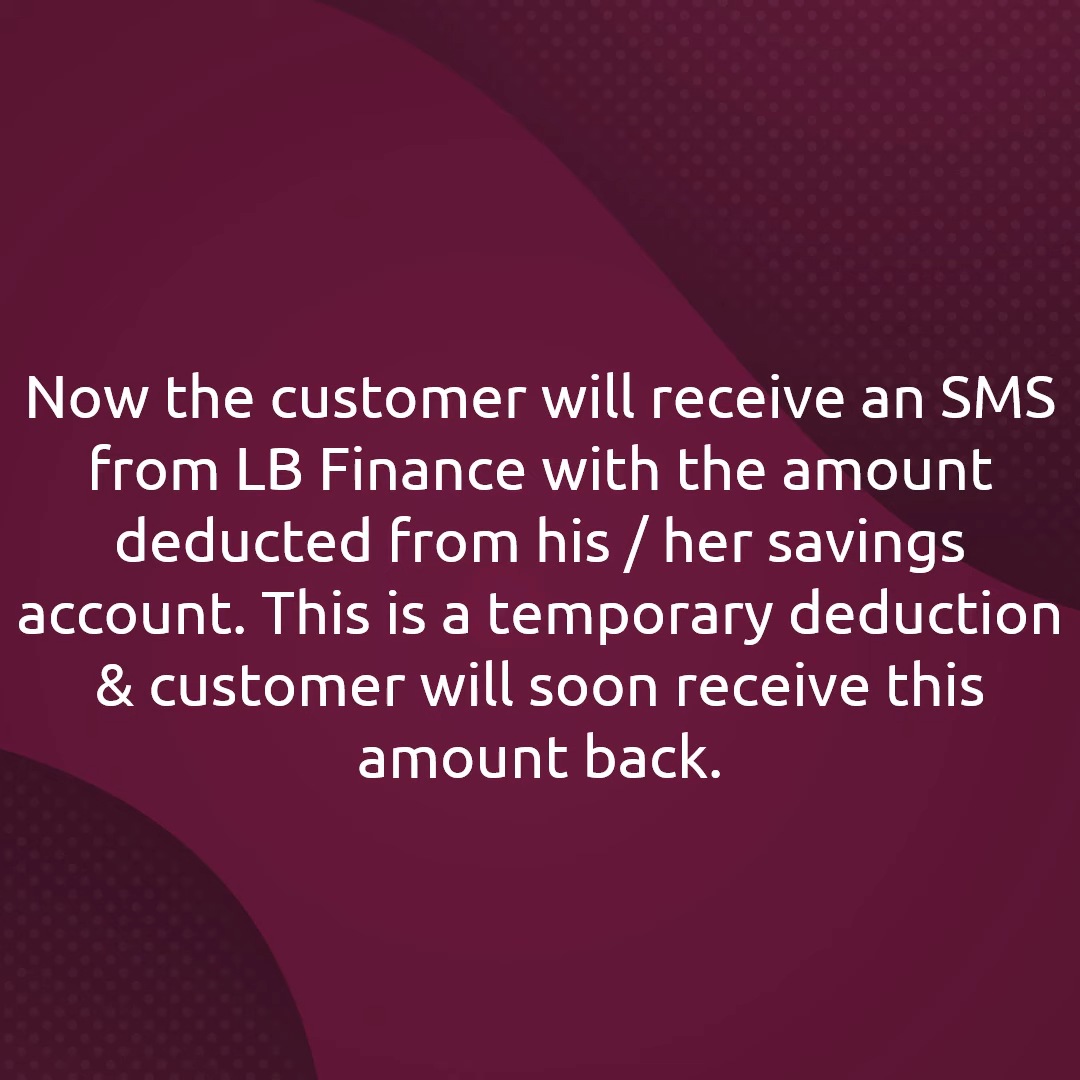 Now the customer will receive an SMS
from LB Finance with the amount
deducted from his / her savings
account. This is a temporary deduction
& customer will soon receive this
amount back.